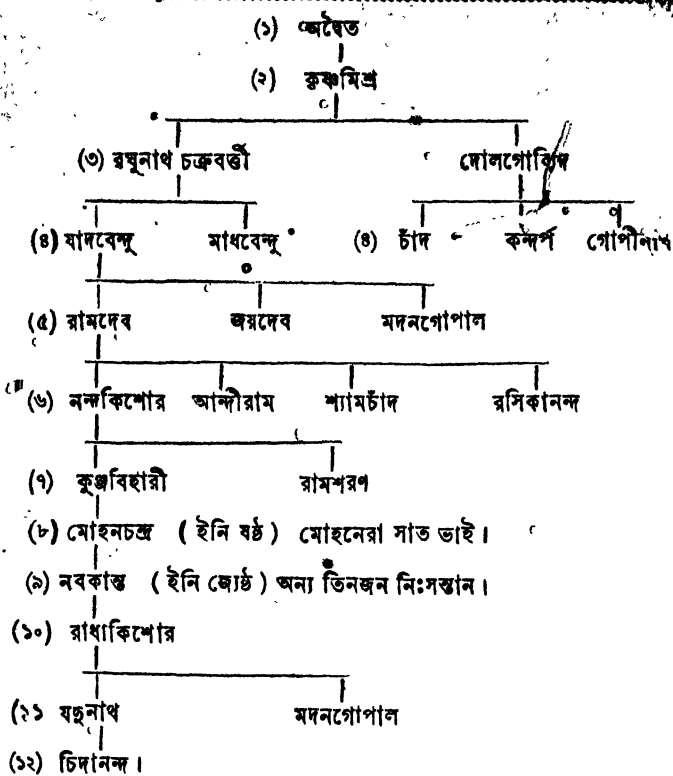 (১) অদ্বৈত
(২) কৃষ্ণমিশ্র
(৩) রঘুনাথ চক্রবর্ত্তী দোলগোবিন্দ
(৪) যাদবেন্দু মাধবেন্দু (৪) চাঁদ কন্দর্প গোপীনাথ
(৫) রামদেব জয়দেব মদনগোপাল
(৬) নন্দকিশোর আন্দীরাম শ্যামচাঁদ রসিকানন্দ
(৭) কুঞ্জবিহারী রামশরণ
(৮) মোহনচন্দ্র ( ইনি ষষ্ঠ ) মোহনেরা সাত ভাই।
(৯) নবকান্ত ( ইনি জ্যেষ্ঠ ) অন্য তিনজন নিঃসন্তান।
(১০) রাধাকিশোর
(১১ যদুনাথ মদনগোপাল
(১২) চিদানন্দ।